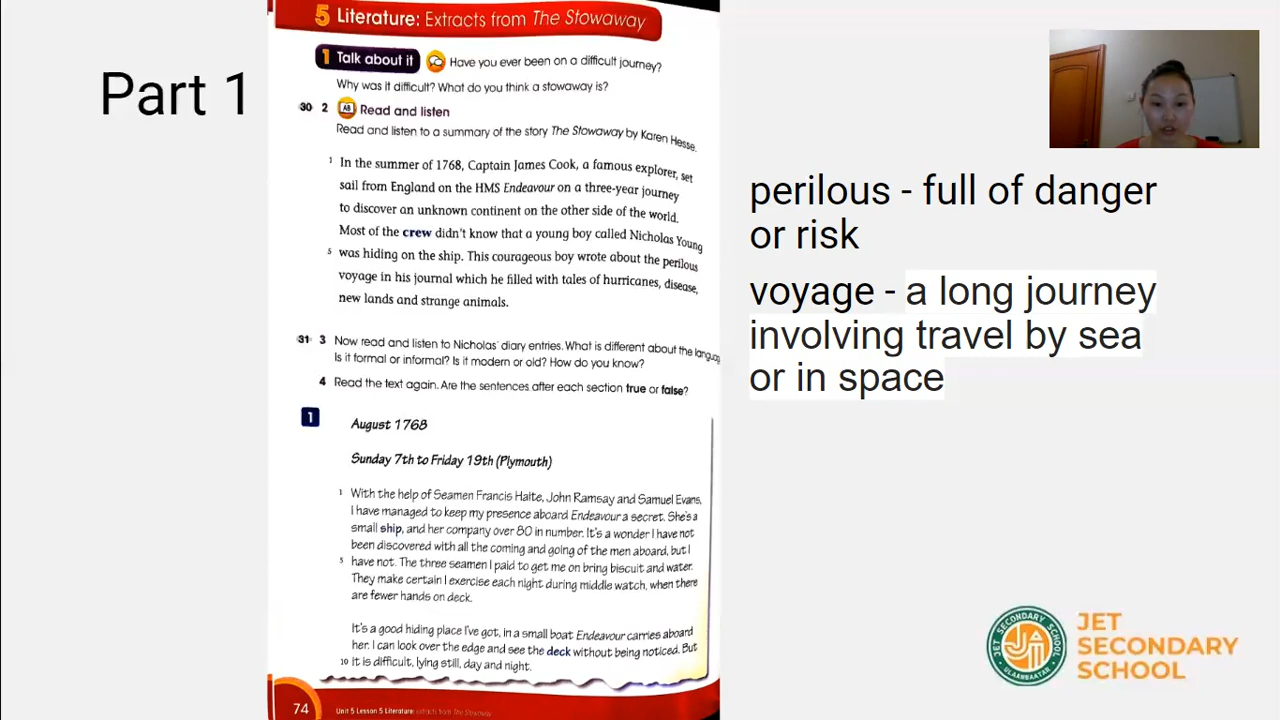 Part 1
5 Literature: Extracts from The Stowaway
1 Talk about it Have you ever been on a difficult journey?
Why was it difficult? What do you think a stowaway is?
30 2 AB Read and listen
Read and listen to a summary of the story The Stowaway by Karen Hesse.
1 In the summer of 1768, Captain James Cook, a famous explorer, set
sail from England on the HMS Endeavour on a three-year journey
to discover an unknown continent on the other side of the world.
Most of the crew didn't know that a young boy called Nicholas Young
5 was hiding on the ship. This courageous boy wrote about the perilous
voyage in his journal which he filled with tales of hurricanes, disease,
new lands and strange animals.
31 3 Now read and listen to Nicholas' diary entries. What is different about the languag
Is it formal or informal? Is it modern or old? How do you know?
4 Read the text again. Are the sentences after each section true or false?
1
August 1768
Sunday 7th to Friday 19th (Plymouth)
1 With the help of Seamen Francis Haite, John Ramsay and Samuel Evans,
I have managed to keep my presence aboard Endeavour a secret. She's a
small ship, and her company over 80 in number. It's a wonder I have not
been discovered with all the coming and going of the men aboard, but I
5 have not. The three seamen I paid to get me on bring biscuit and water.
They make certain I exercise each night during middle watch, when there
are fewer hands on deck.
It's a good hiding place I've got, in a small boat Endeavour carries aboard
her. I can look over the edge and see the deck without being noticed. But
10 it is difficult, lying still, day and night.
74 Unit 5 Lesson 5 Literature: Extracts from The Stowaway
perilous - full of danger
or risk
voyage - a long journey
involving travel by sea
or in space
JET SECONDARY SCHOOL
ULAANBAATAR
JET
SECONDARY
SCHOOL